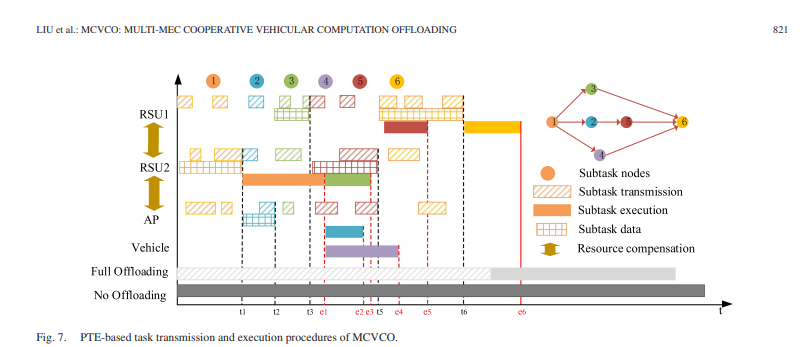 LIU et al.: MCVCO: MULTI-MEC COOPERATIVE VEHICULAR COMPUTATION OFFLOADING 821
1 2 3 4 5 6
RSU1
RSU2
AP
Vehicle
Full Offloading
No Offloading
t1 t2 t3 e1 e2 e3 t5 e4 e5 t6 e6 t
3
1 2 5 6
4
Subtask nodes
Subtask transmission
Subtask execution
Subtask data
Resource compensation
Fig. 7. PTE-based task transmission and execution procedures of MCVCO.